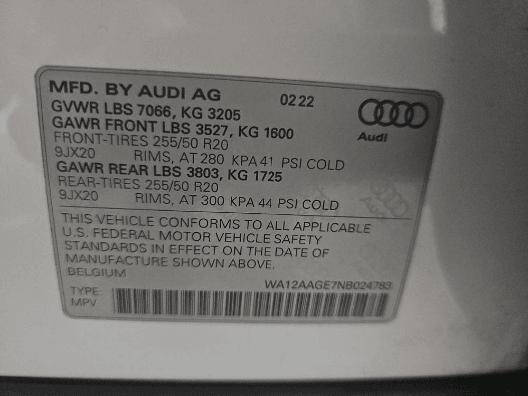 MFD. BY AUDI AG 02 22
GVWR LBS 7066, KG 3205
GAWR FRONT LBS 3527, KG 1600
FRONT-TIRES 255/50 R20
9JX20 RIMS, AT 280 KPA 41 PSI COLD
GAWR REAR LBS 3803, KG 1725
REAR-TIRES 255/50 R20
9JX20 RIMS, AT 300 KPA 44 PSI COLD
Audi
THIS VEHICLE CONFORMS TO ALL APPLICABLE
U.S. FEDERAL MOTOR VEHICLE SAFETY
STANDARDS IN EFFECT ON THE DATE OF
MANUFACTURE SHOWN ABOVE.
BELGIUM
WA12AAGE7NB024783
TYPE:
MPV